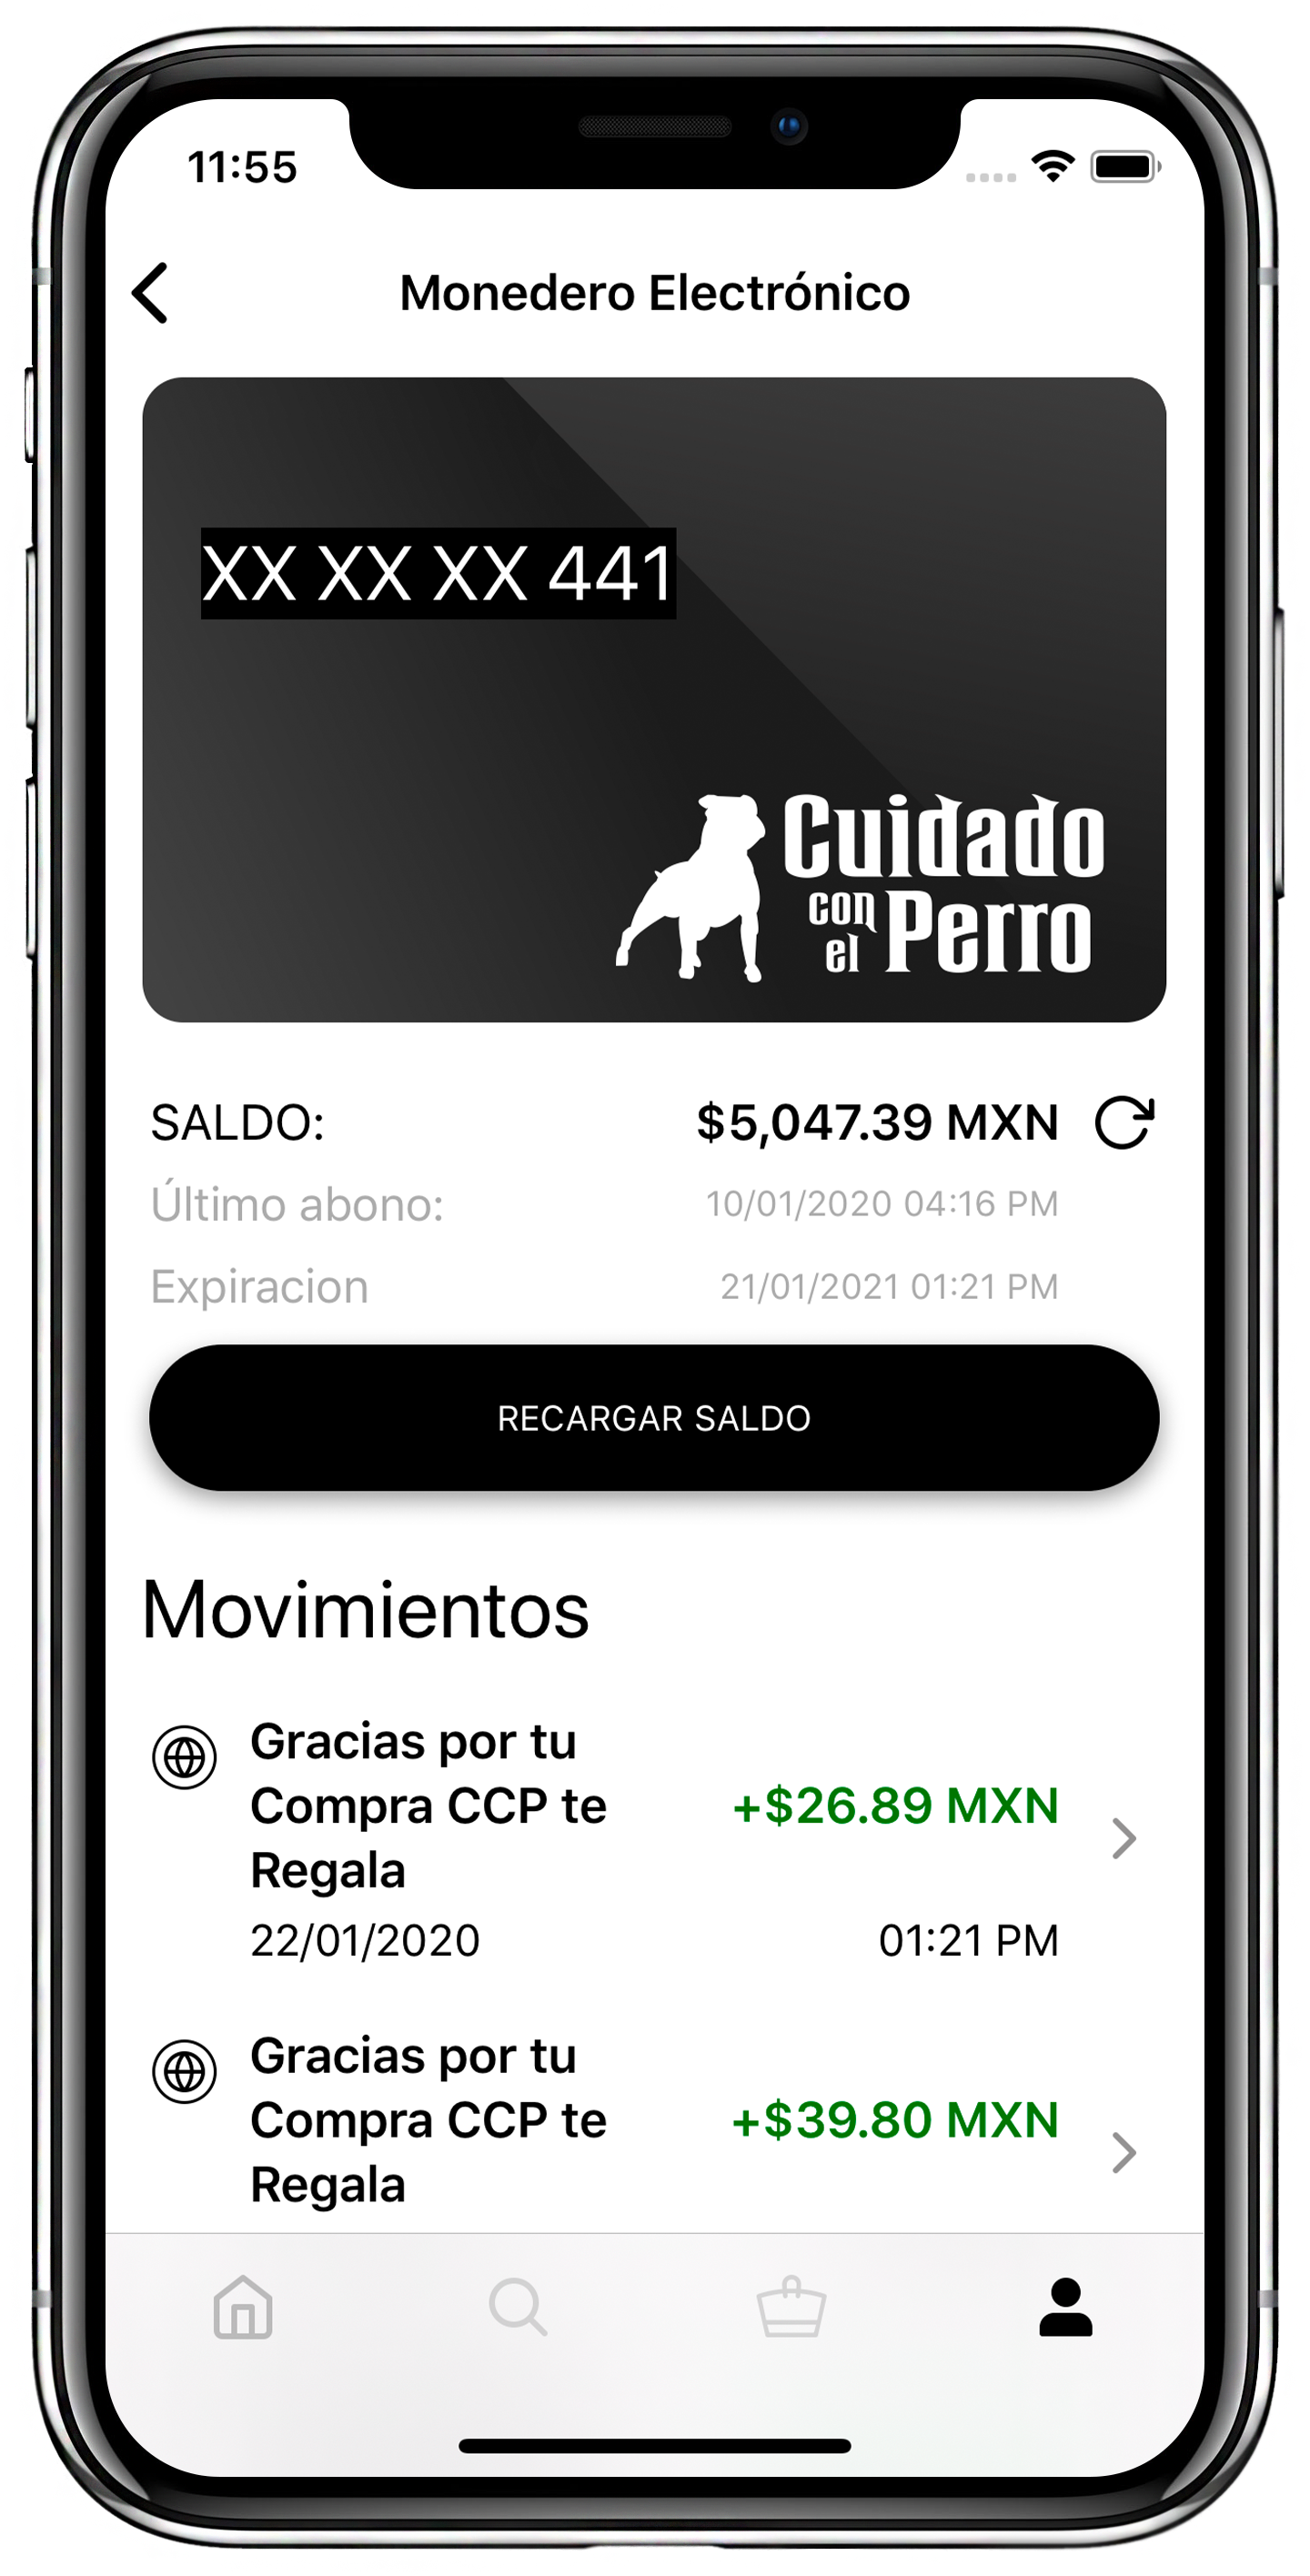 11:55
Monedero Electrónico
XX XX XX 441
Cuidado
con
el Perro
SALDO: $5,047.39 MXN
Último abono: 10/01/2020 04:16 PM
Expiracion 21/01/2021 01:21 PM
RECARGAR SALDO
Movimientos
Gracias por tu
Compra CCP te
Regala
+$26.89 MXN
22/01/2020 01:21 PM
Gracias por tu
Compra CCP te
Regala
+$39.80 MXN